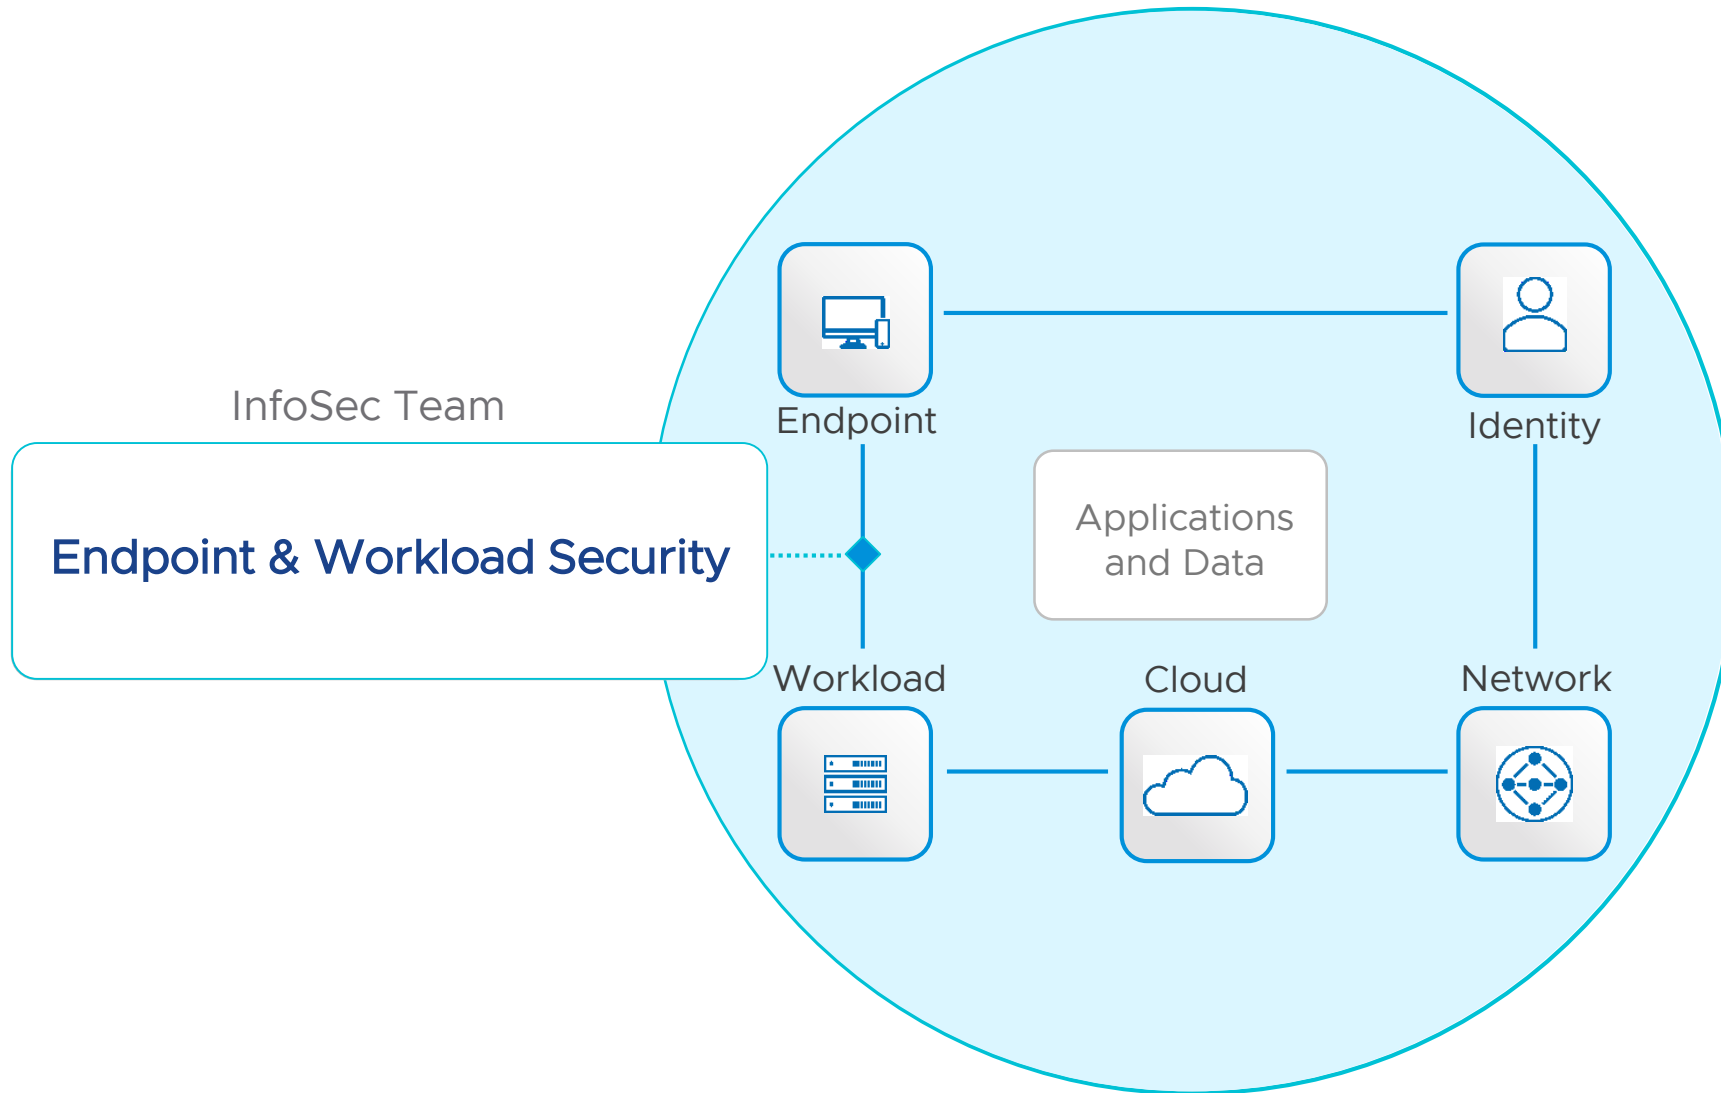 InfoSec Team
Endpoint & Workload Security
Endpoint
Identity
Applications
and Data
Workload
Cloud
Network